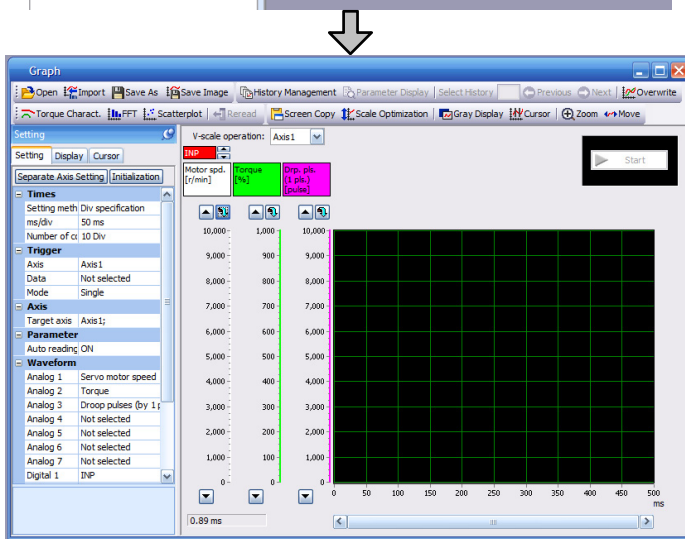 Graph
Open Import Save As Save Image History Management Parameter Display Select History Previous Next Overwrite
Torque Charact. FFT Scatterplot Reread Screen Copy Scale Optimization Gray Display Cursor Zoom Move
Setting
Setting Display Cursor
Separate Axis Setting Initialization
Times
Setting meth Div specification
ms/div 50 ms
Number of cc 10 Div
Trigger
Axis Axis1
Data Not selected
Mode Single
Axis
Target axis Axis1;
Parameter
Auto reading ON
Waveform
Analog 1 Servo motor speed
Analog 2 Torque
Analog 3 Droop pulses (by 1 p
Analog 4 Not selected
Analog 5 Not selected
Analog 6 Not selected
Analog 7 Not selected
Digital 1 INP
V-scale operation: Axis1
INP
Motor spd. [r/min]
Torque [%]
Drp. pls. (1 pls.) [pulse]
Start
10,000 1,000 10,000
9,000 900 9,000
8,000 800 8,000
7,000 700 7,000
6,000 600 6,000
5,000 500 5,000
4,000 400 4,000
3,000 300 3,000
2,000 200 2,000
1,000 100 1,000
0 0 0
0 50 100 150 200 250 300 350 400 450 500
ms
0.89 ms